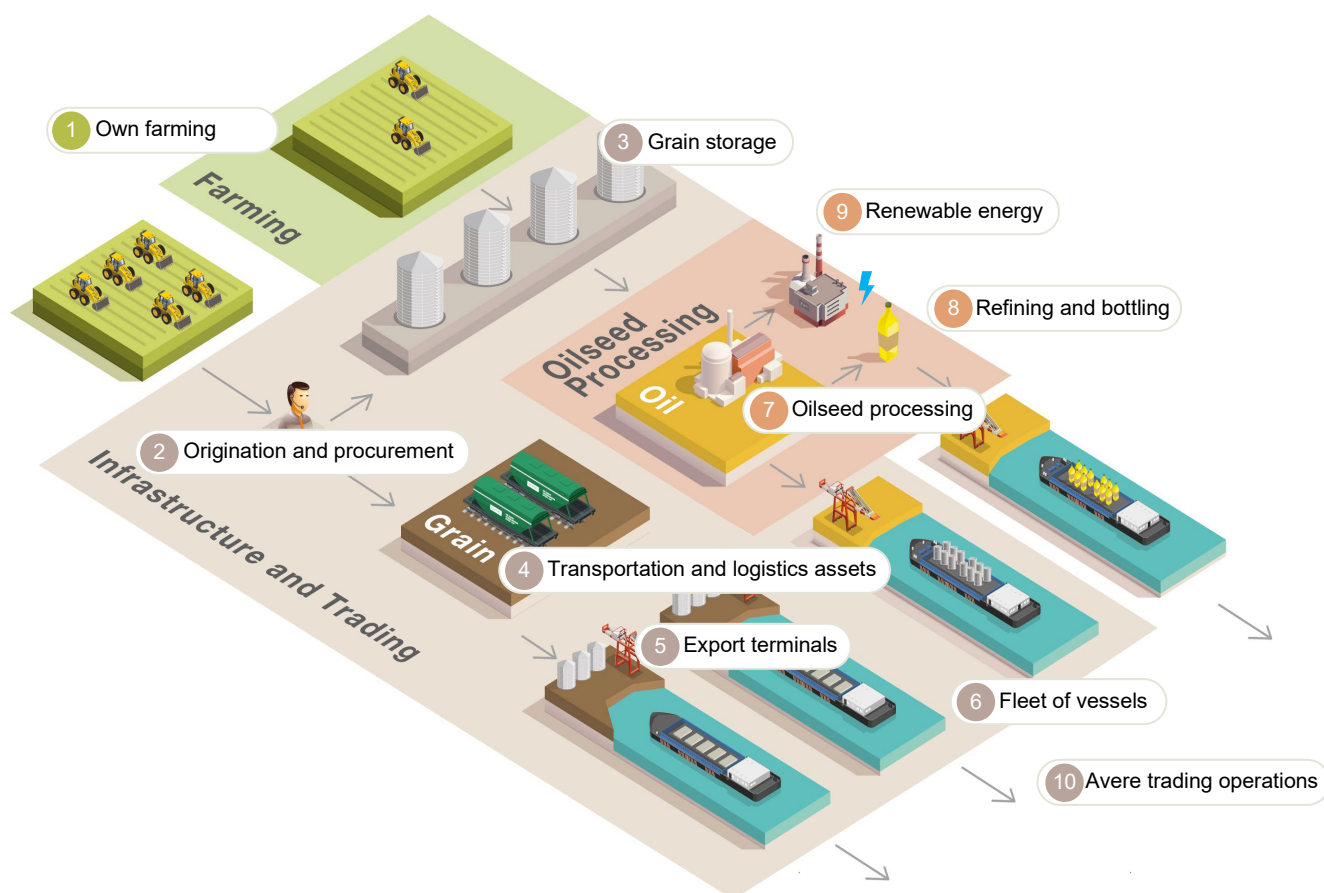 1 Own farming
3 Grain storage
Farming
9 Renewable energy
8 Refining and bottling
Oilseed
Processing
Oil
7 Oilseed processing
2 Origination and procurement
Infrastructure and Trading
Grain
4 Transportation and logistics assets
5 Export terminals
6 Fleet of vessels
10 Avere trading operations